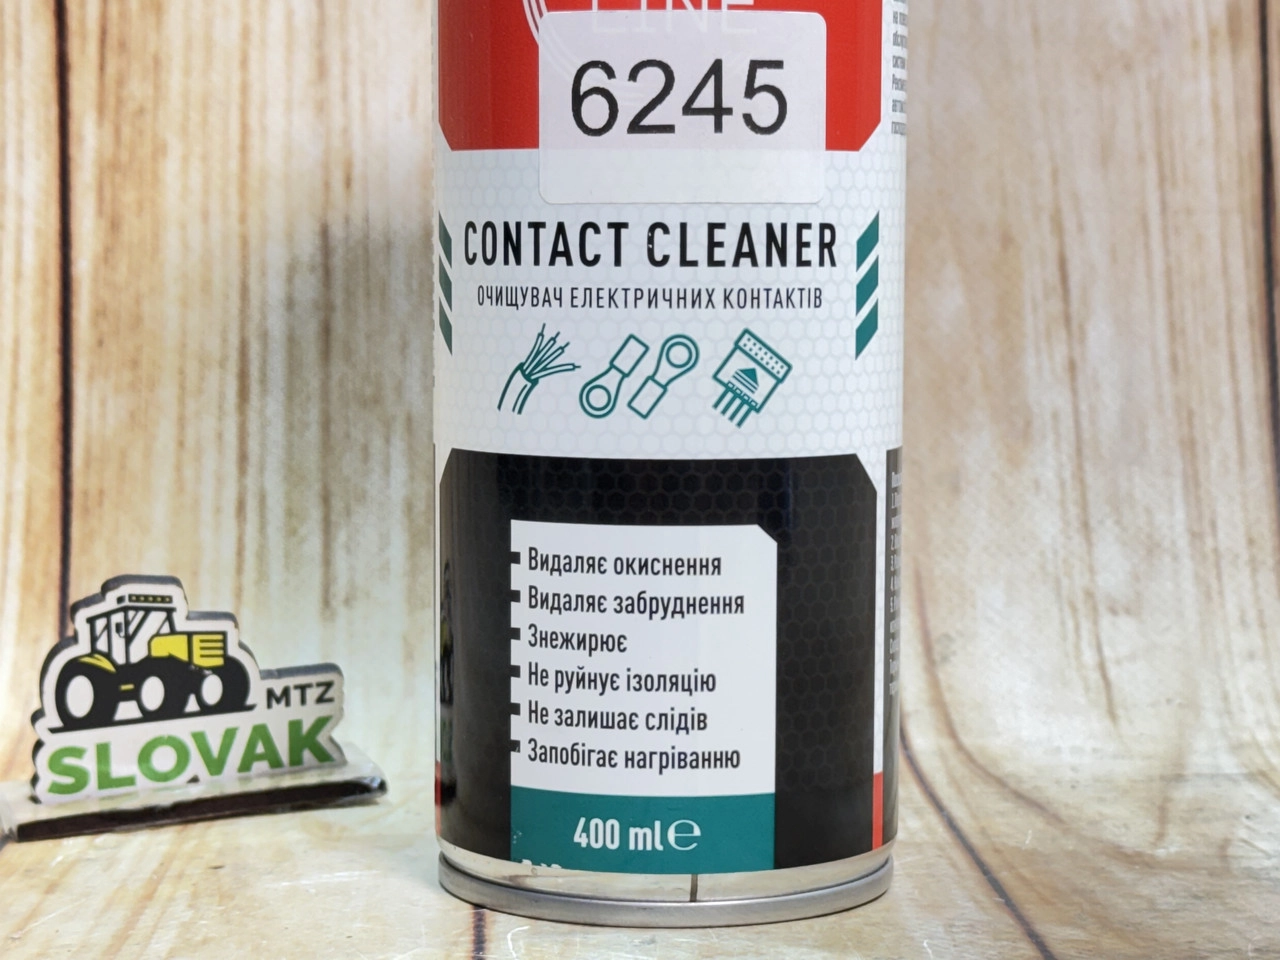 LINE
6245
CONTACT CLEANER
ОЧИЩУВАЧ ЕЛЕКТРИЧНИХ КОНТАКТІВ
Видаляє окиснення
Видаляє забруднення
Знежирює
Не руйнує ізоляцію
Не залишає слідів
Запобігає нагріванню
400 ml℮
MTZ
SLOVAK